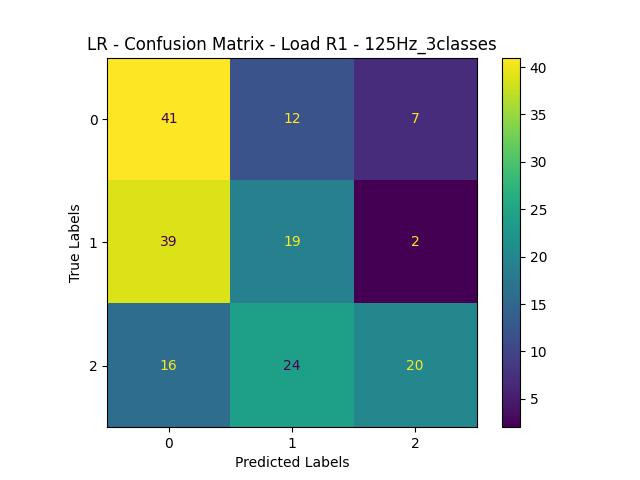 LR - Confusion Matrix - Load R1 - 125Hz_3classes
True Labels
0 41 12 7
1 39 19 2
2 16 24 20
0 1 2
Predicted Labels
40
35
30
25
20
15
10
5